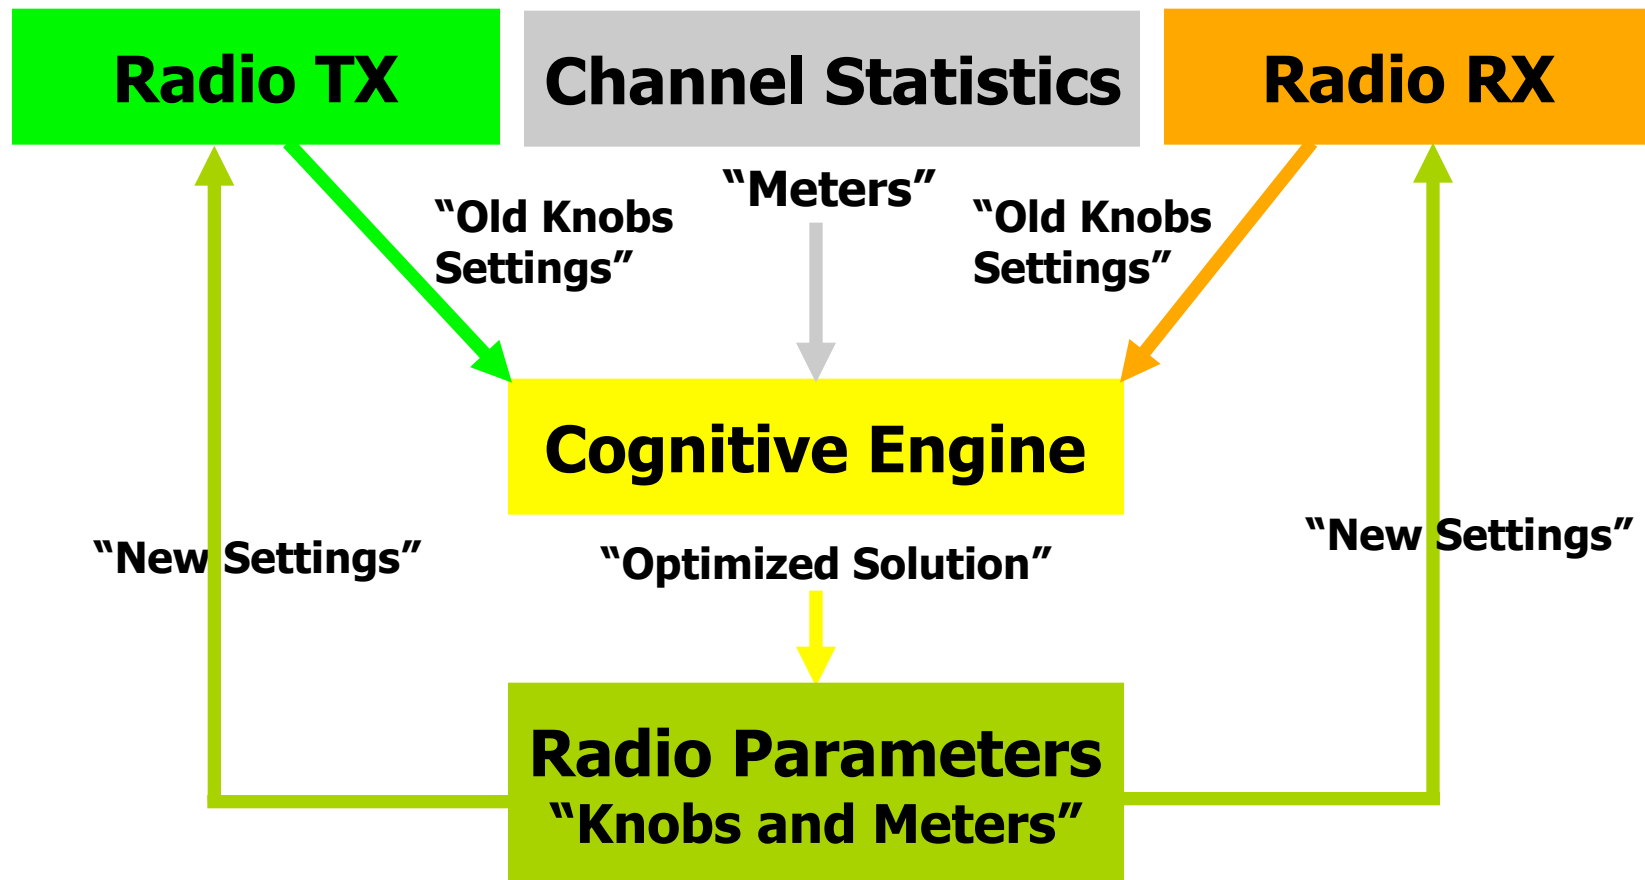 Radio TX
Channel Statistics
Radio RX
“Meters”
“Old Knobs
Settings”
“Old Knobs
Settings”
Cognitive Engine
“New Settings”
“Optimized Solution”
“New Settings”
Radio Parameters
“Knobs and Meters”